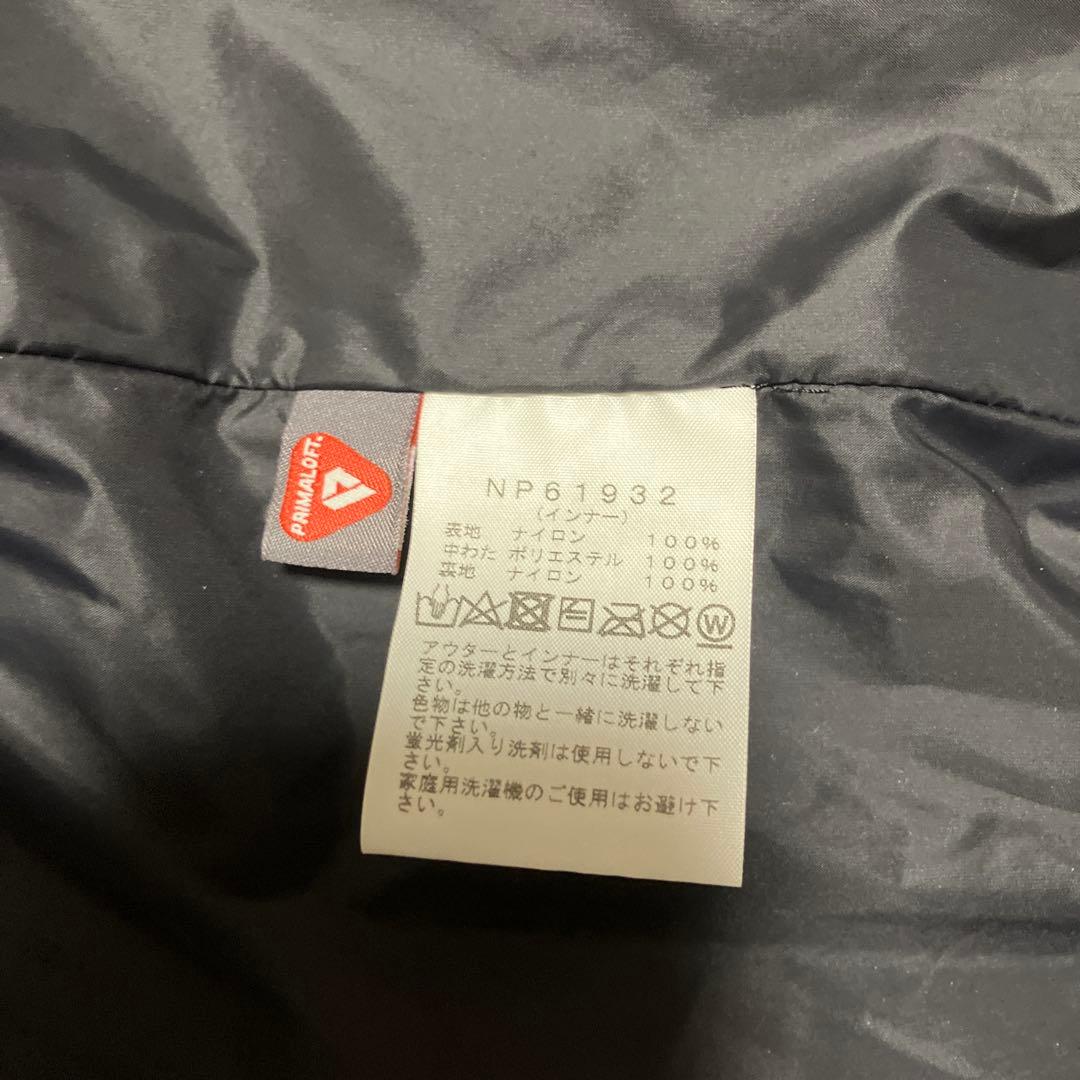 PRIMALOFT®
NP61932
(インナー)
表地 ナイロン 100%
中わた ポリエステル 100%
裏地 ナイロン 100%
W
アウターとインナーはそれぞれ指
定の洗濯方法で別々に洗濯して下
さい。
色物は他の物と一緒に洗濯しない
で下さい。
蛍光剤入り洗剤は使用しないで下
さい。
家庭用洗濯機のご使用はお避け下
さい。